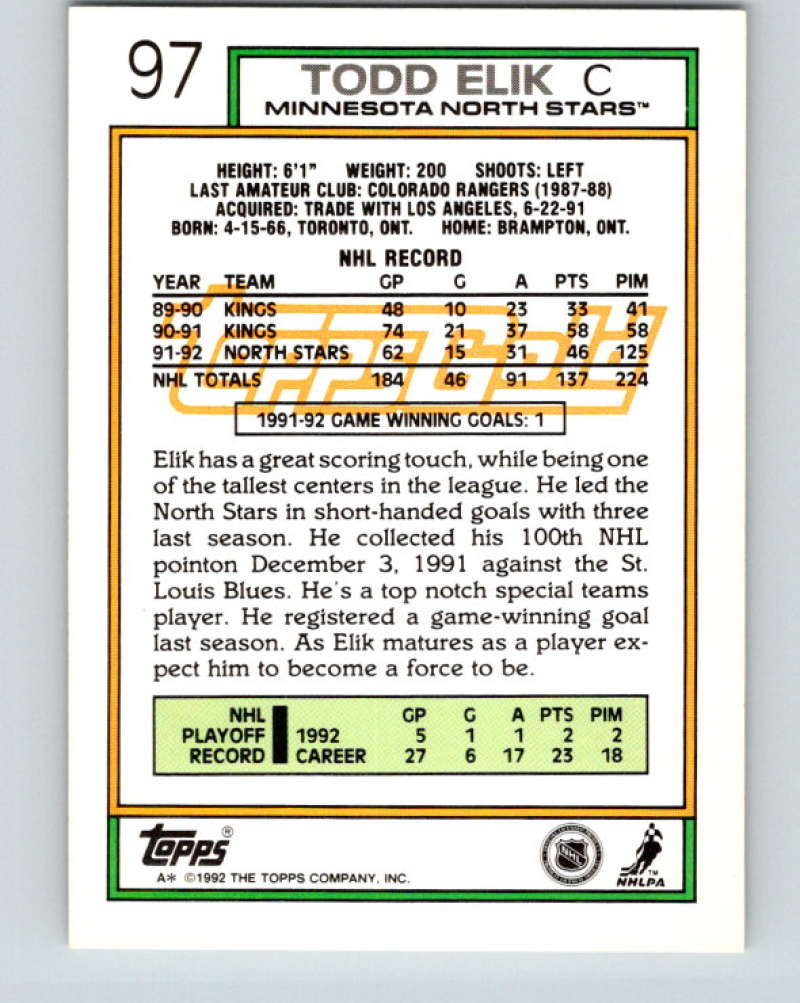 97
TODD ELIK C
MINNESOTA NORTH STARS™
HEIGHT: 6'1" WEIGHT: 200 SHOOTS: LEFT
LAST AMATEUR CLUB: COLORADO RANGERS (1987-88)
ACQUIRED: TRADE WITH LOS ANGELES, 6-22-91
BORN: 4-15-66, TORONTO, ONT. HOME: BRAMPTON, ONT.
NHL RECORD
YEAR TEAM GP G A PTS PIM
89-90 KINGS 48 10 23 33 41
90-91 KINGS 74 21 37 58 58
91-92 NORTH STARS 62 15 31 46 125
NHL TOTALS 184 46 91 137 224
ToppsGold
1991-92 GAME WINNING GOALS: 1
Elik has a great scoring touch, while being one
of the tallest centers in the league. He led the
North Stars in short-handed goals with three
last season. He collected his 100th NHL
pointon December 3, 1991 against the St.
Louis Blues. He's a top notch special teams
player. He registered a game-winning goal
last season. As Elik matures as a player ex-
pect him to become a force to be.
NHL GP G A PTS PIM
PLAYOFF 1992 5 1 1 2 2
RECORD CAREER 27 6 17 23 18
TOPPS®
A* ©1992 THE TOPPS COMPANY, INC.
NHL
™
NHLPA